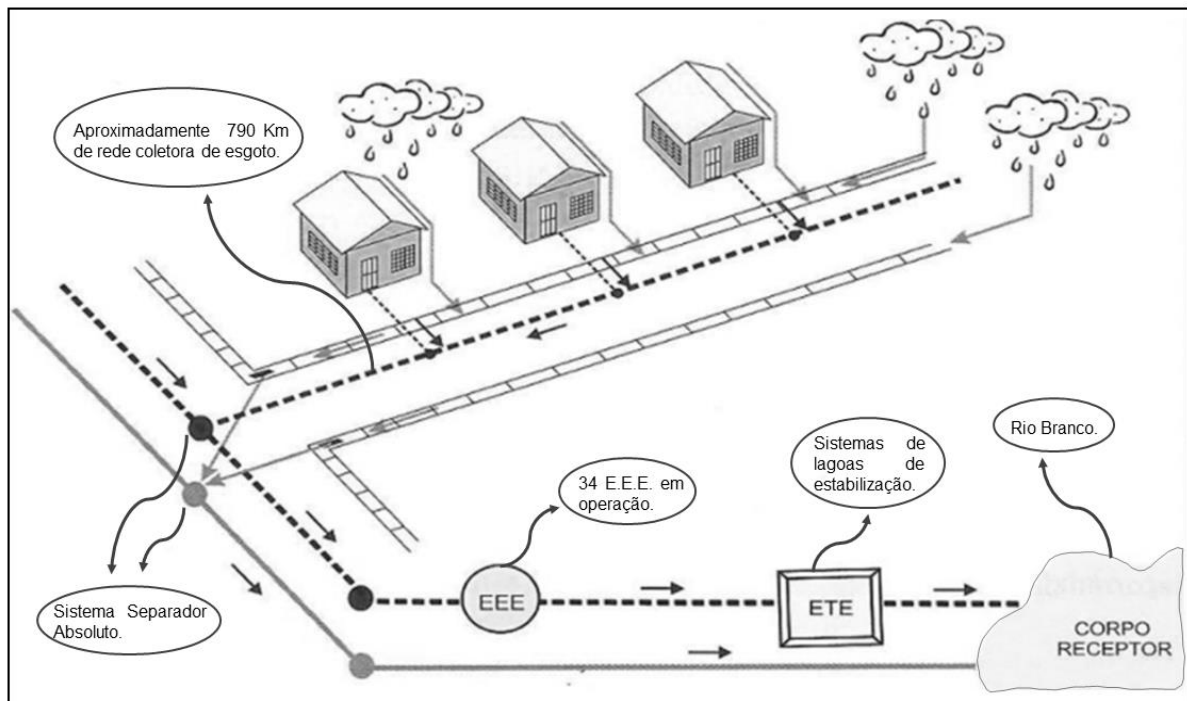 Aproximadamente 790 Km
de rede coletora de esgoto.
Rio Branco.
Sistemas de
lagoas de
estabilização.
34 E.E.E. em
operação.
Sistema Separador
Absoluto.
EEE
ETE
CORPO
RECEPTOR